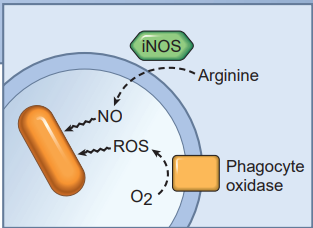 iNOS
Arginine
NO
ROS
Phagocyte
oxidase
O2